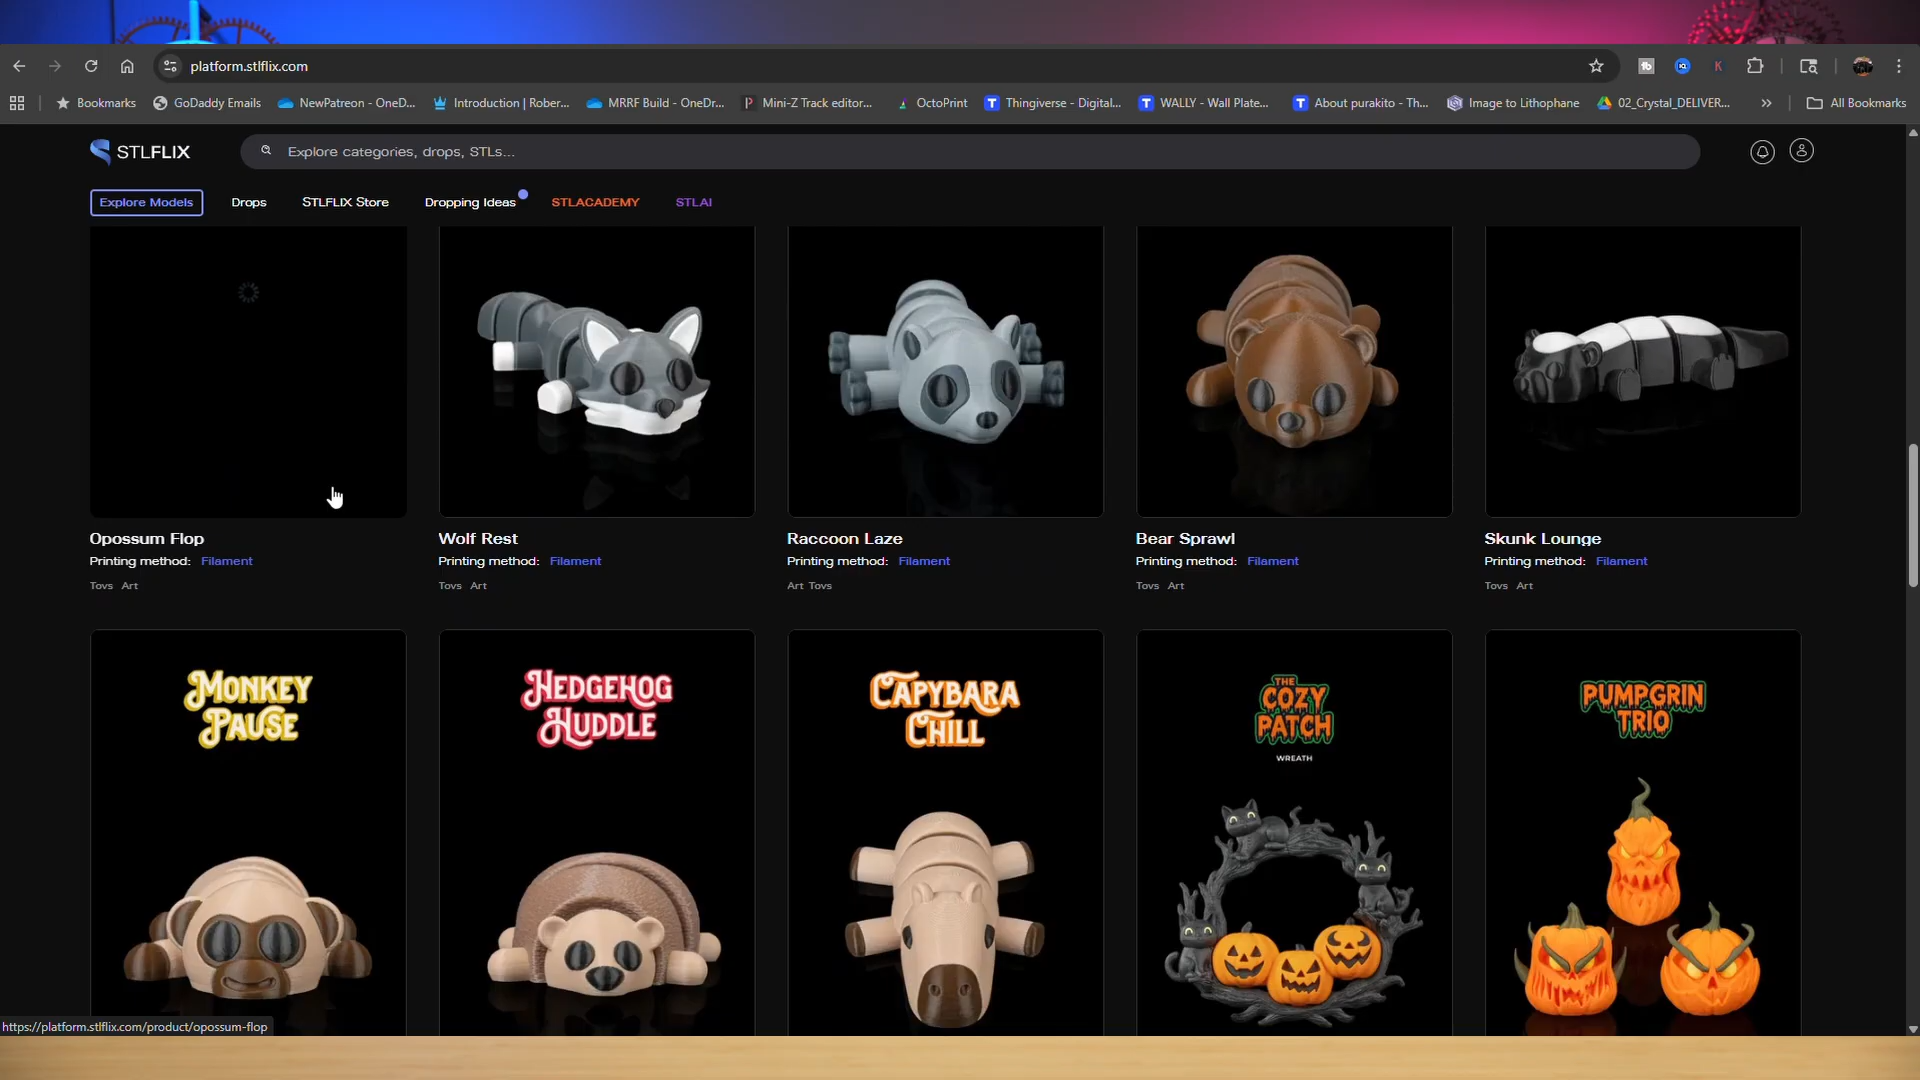 platform.stlflix.com
Bookmarks
GoDaddy Emails
NewPatreon - OneD...
Introduction | Rober...
MRRF Build - OneDr...
Mini-Z Track editor...
OctoPrint
Thingiverse - Digital...
WALLY - Wall Plate...
About purakito - Th...
Image to Lithophane
02_Crystal_DELIVER...
All Bookmarks
STLFLIX
Explore categories, drops, STLs...
Explore Models
Drops
STLFLIX Store
Dropping Ideas
STLACADEMY
STLAI
Opossum Flop
Printing method: Filament
Toys Art
Wolf Rest
Printing method: Filament
Toys Art
Raccoon Laze
Printing method: Filament
Art Toys
Bear Sprawl
Printing method: Filament
Toys Art
Skunk Lounge
Printing method: Filament
Toys Art
MONKEY
PAUSE
HEDGEHOG
HUDDLE
CAPYBARA
CHILL
THE
COZY
PATCH
WREATH
PUMPGRIN
TRIO
https://platform.stlflix.com/product/opossum-flop